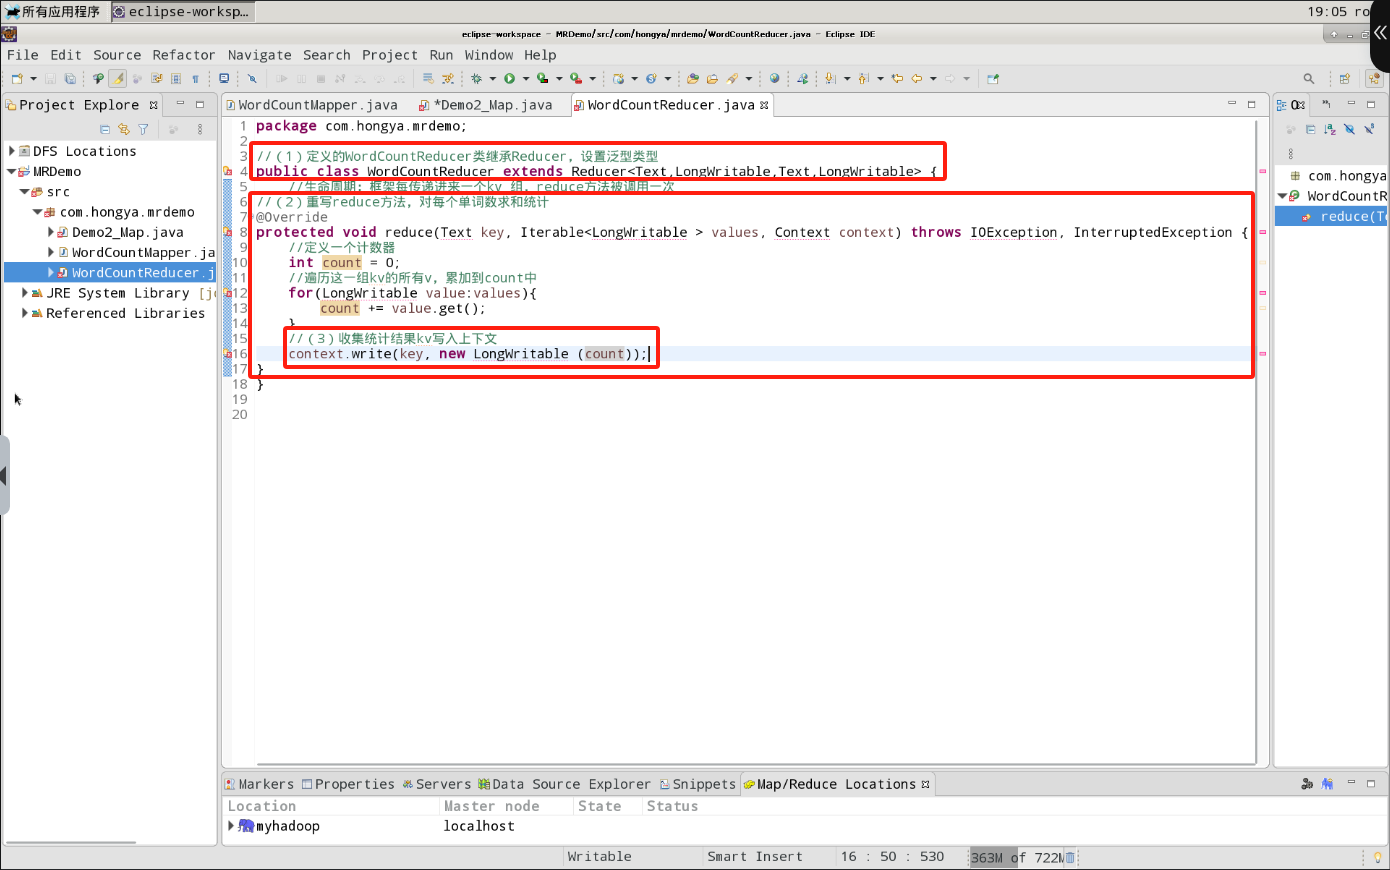 所有应用程序 eclipse-worksp... 19:05
eclipse-workspace - MRDemo/src/com/hongya/mrdemo/WordCountReducer.java - Eclipse IDE
File Edit Source Refactor Navigate Search Project Run Window Help
Project Explore
WordCountMapper.java *Demo2_Map.java WordCountReducer.java
DFS Locations
MRDemo
src
com.hongya.mrdemo
Demo2_Map.java
WordCountMapper.ja
WordCountReducer.j
JRE System Library [j
Referenced Libraries
1 package com.hongya.mrdemo;
2
3 //（1）定义的WordCountReducer类继承Reducer，设置泛型类型
4 public class WordCountReducer extends Reducer<Text,LongWritable,Text,LongWritable> {
5 //生命周期：框架每传递进来一个kv 组，reduce方法被调用一次
6 //（2）重写reduce方法，对每个单词数求和统计
7 @Override
8 protected void reduce(Text key, Iterable<LongWritable > values, Context context) throws IOException, InterruptedException {
9 //定义一个计数器
10 int count = 0;
11 //遍历这一组kv的所有v，累加到count中
12 for(LongWritable value:values){
13 count += value.get();
14 }
15 //（3）收集统计结果kv写入上下文
16 context.write(key, new LongWritable (count));
17 }
18 }
19
20
com.hongya
WordCountR
reduce(T
Markers Properties Servers Data Source Explorer Snippets Map/Reduce Locations
Location Master node State Status
myhadoop localhost
Writable Smart Insert 16 : 50 : 530 363M of 722M